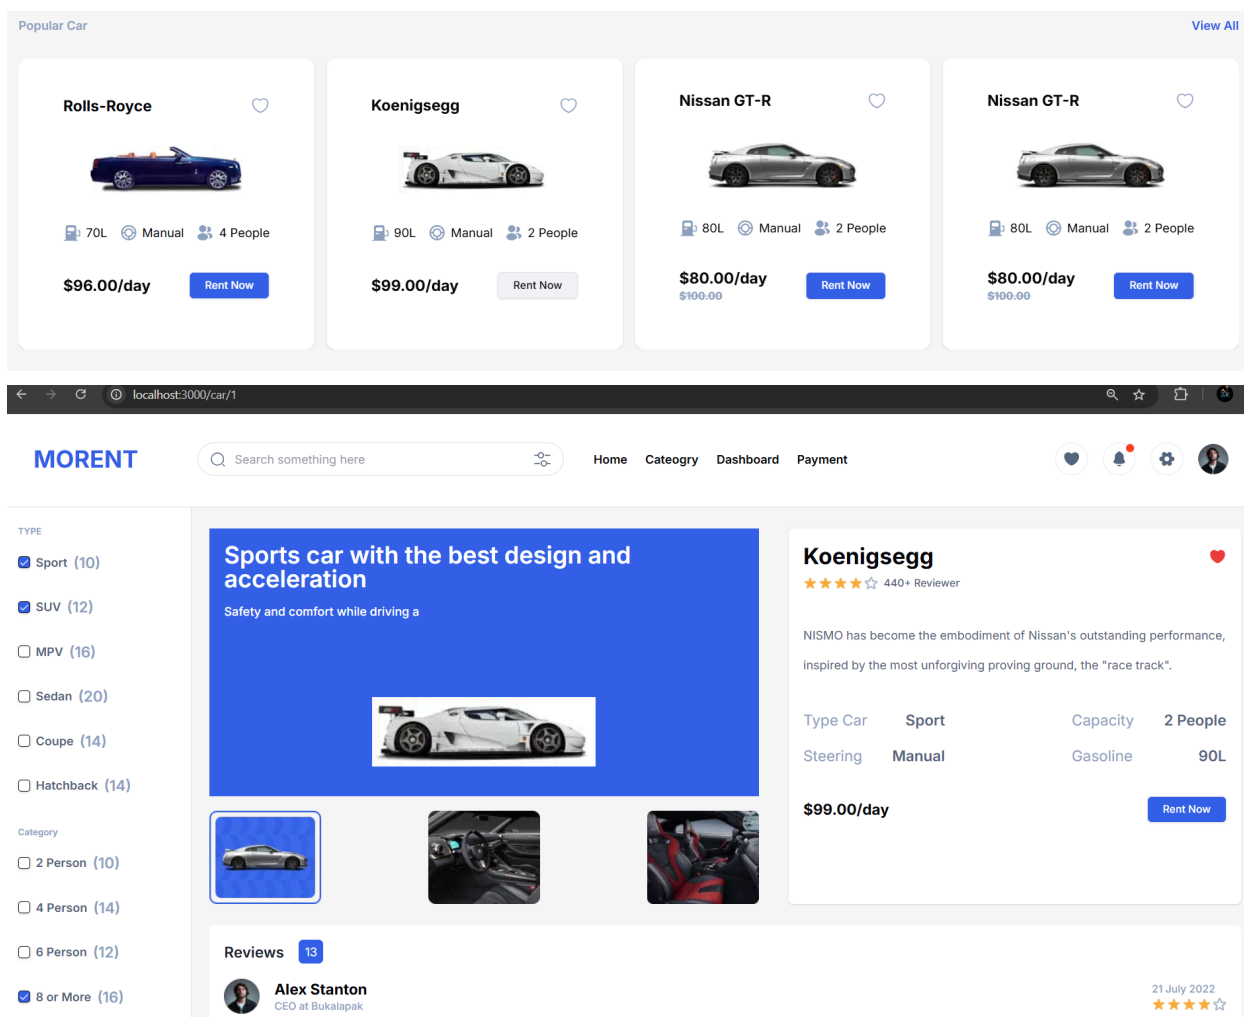 Popular Car
View All
Rolls-Royce
70L Manual 4 People
$96.00/day Rent Now
Koenigsegg
90L Manual 2 People
$99.00/day Rent Now
Nissan GT-R
80L Manual 2 People
$80.00/day Rent Now
$100.00
Nissan GT-R
80L Manual 2 People
$80.00/day Rent Now
$100.00
localhost:3000/car/1
MORENT
Search something here
Home Cateogry Dashboard Payment
TYPE
Sport (10)
SUV (12)
MPV (16)
Sedan (20)
Coupe (14)
Hatchback (14)
Category
2 Person (10)
4 Person (14)
6 Person (12)
8 or More (16)
Sports car with the best design and
acceleration
Safety and comfort while driving a
Koenigsegg
440+ Reviewer
NISMO has become the embodiment of Nissan's outstanding performance,
inspired by the most unforgiving proving ground, the "race track".
Type Car Sport Capacity 2 People
Steering Manual Gasoline 90L
$99.00/day Rent Now
Reviews 13
Alex Stanton
CEO at Bukalapak
21 July 2022